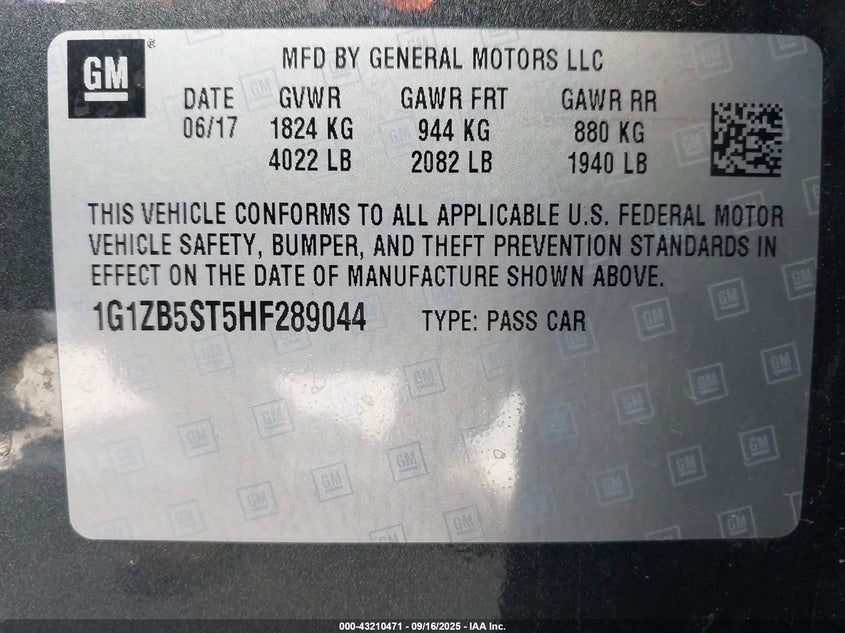 GM ® MFD BY GENERAL MOTORS LLC
DATE GVWR GAWR FRT GAWR RR
06/17 1824 KG 944 KG 880 KG
4022 LB 2082 LB 1940 LB
THIS VEHICLE CONFORMS TO ALL APPLICABLE U.S. FEDERAL MOTOR
VEHICLE SAFETY, BUMPER, AND THEFT PREVENTION STANDARDS IN
EFFECT ON THE DATE OF MANUFACTURE SHOWN ABOVE.
1G1ZB5ST5HF289044 TYPE: PASS CAR
000-43210471 - 09/16/2025 - IAA Inc.